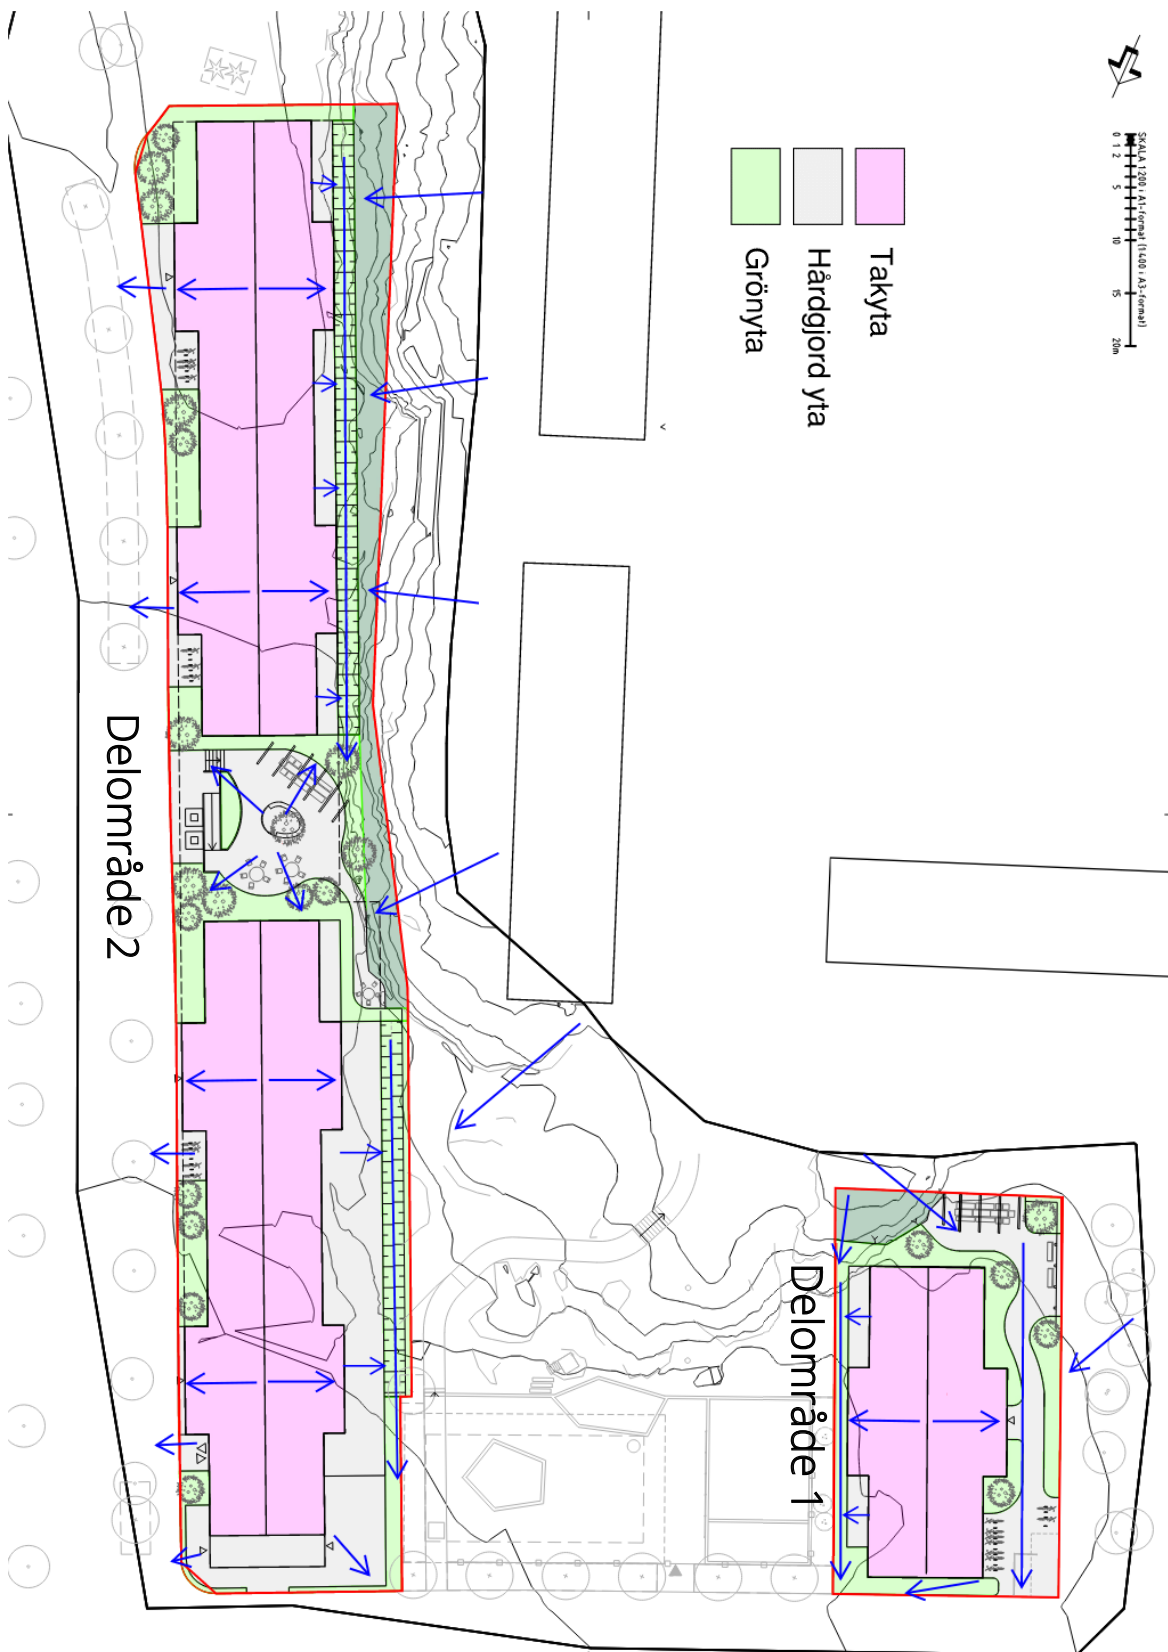 SKALA 1:200 i A1-format (1:400 i A3-format)
0 1 2 5 10 15 20m
Takyta
Hårdgjord yta
Grönyta
Delområde 2
Delområde 1